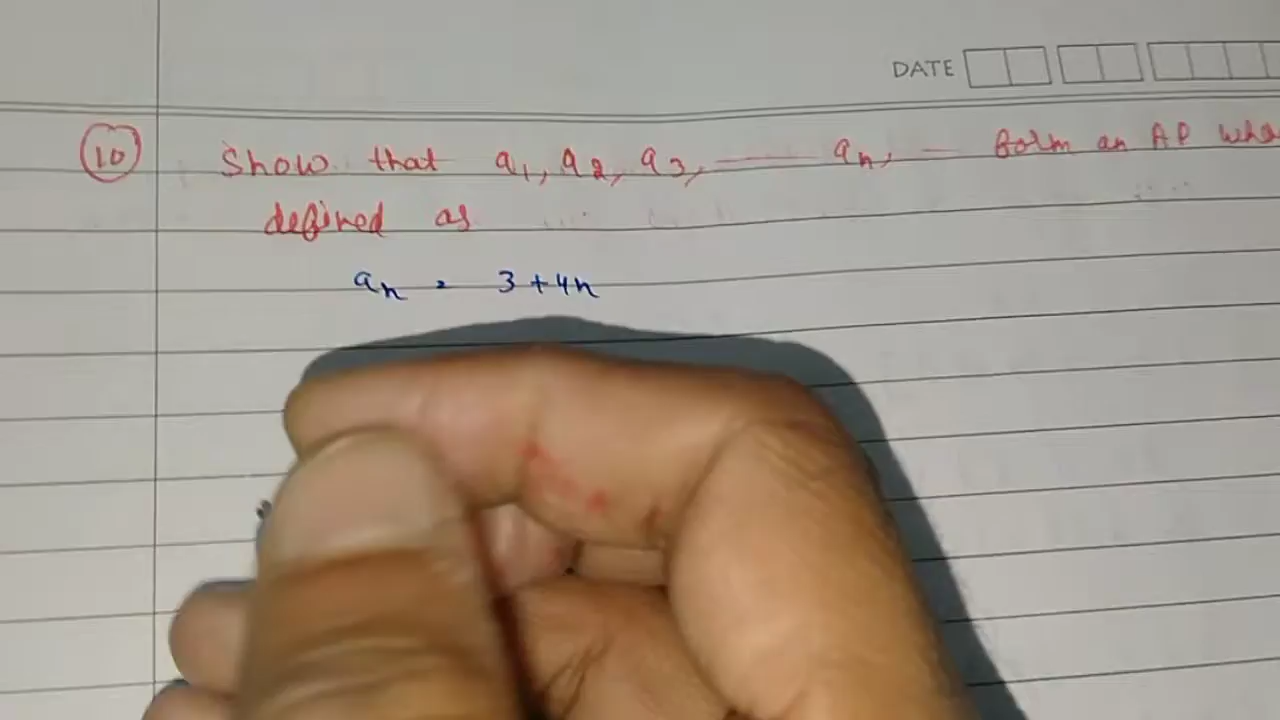 DATE
10 Show that a₁, a₂, a₃, —— aₙ, — form an AP
defined as
aₙ = 3 + 4n